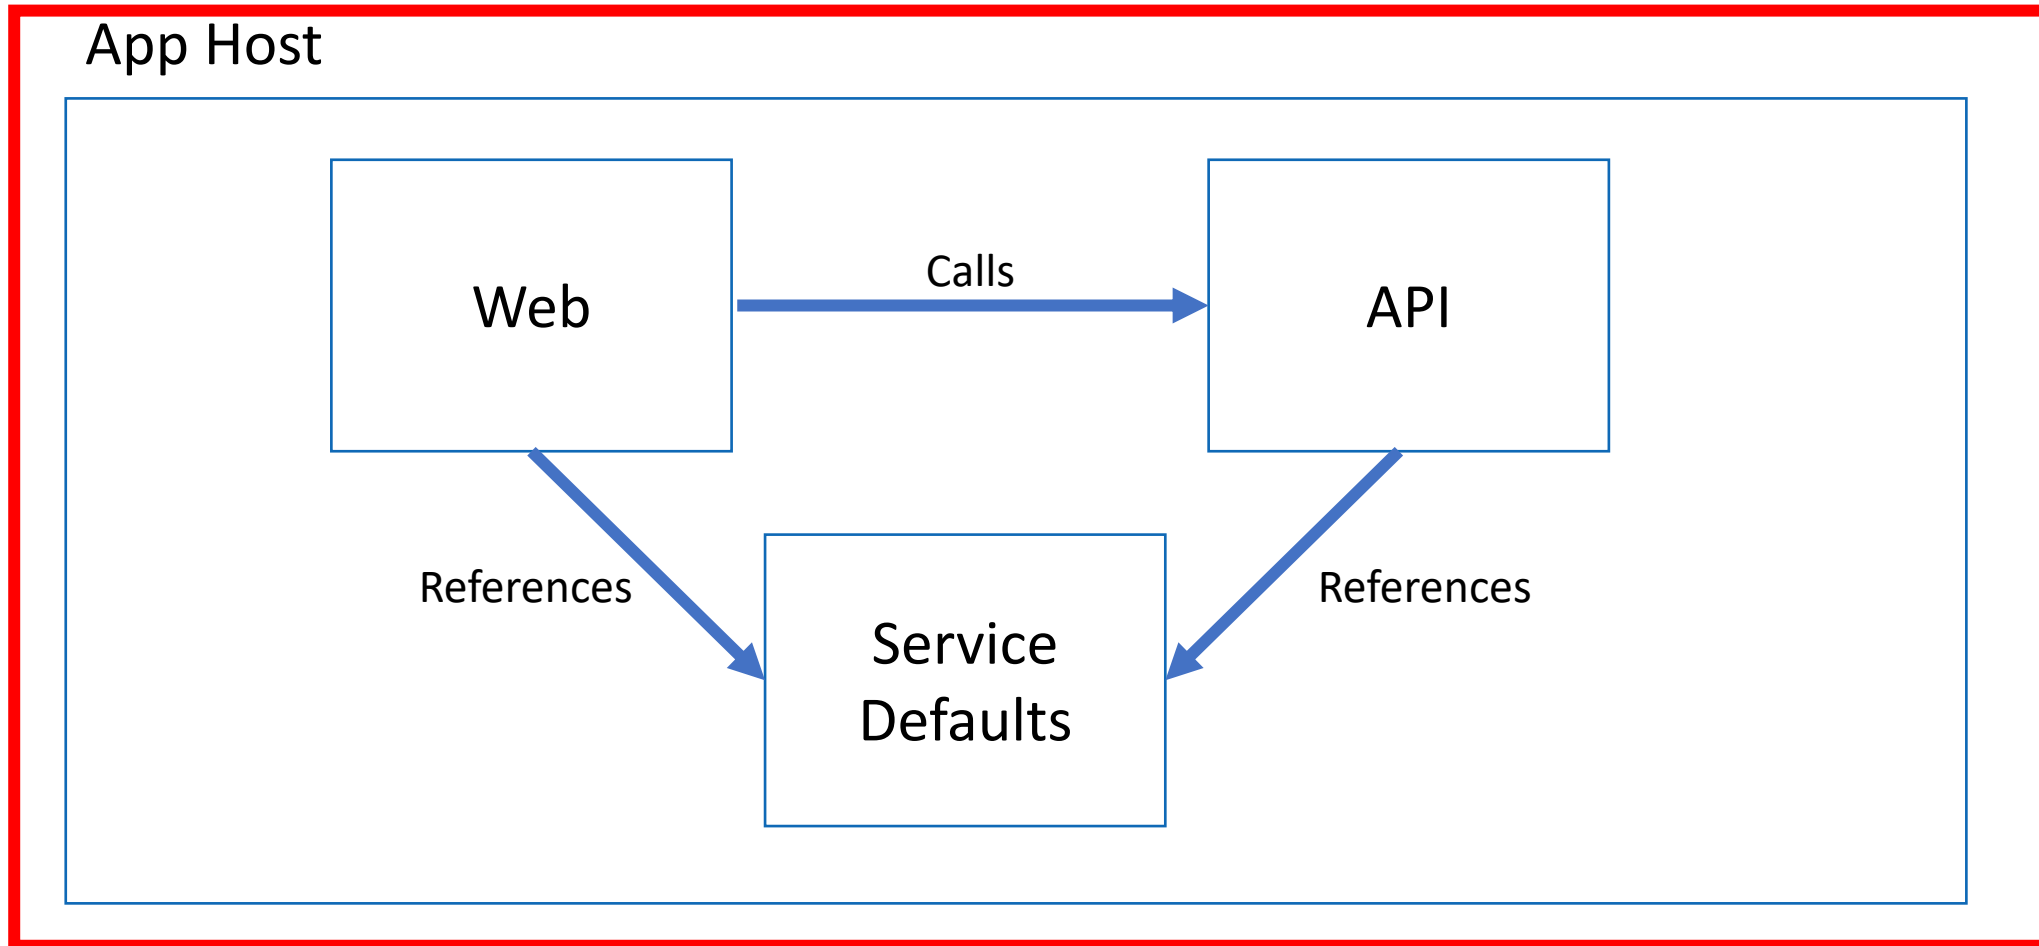 App Host
Web
Calls
API
References
References
Service
Defaults